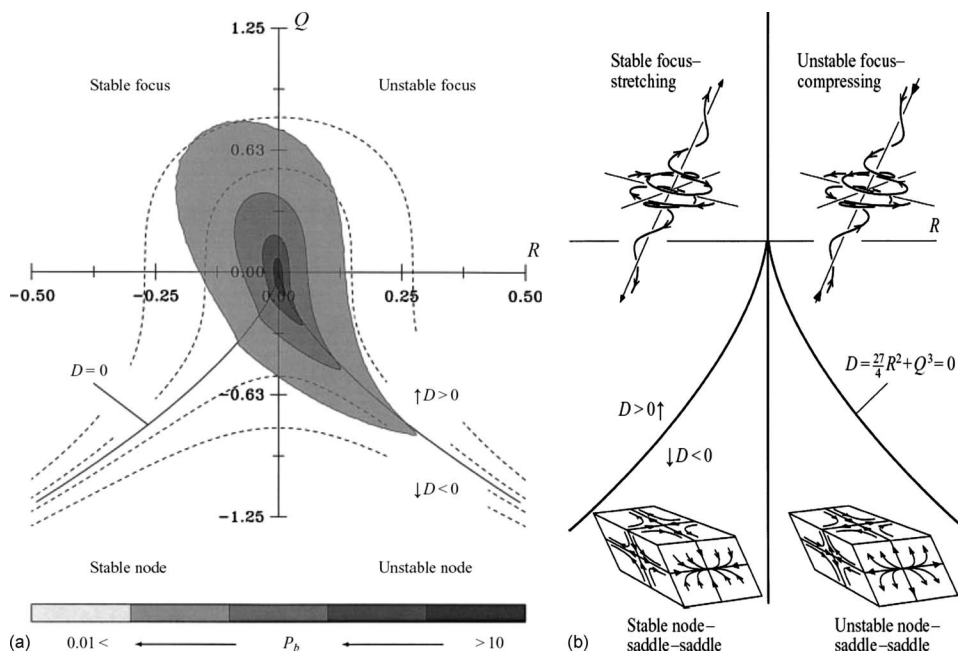 Q
1.25
Stable focus
Unstable focus
0.63
R
0.00
-0.50
-0.25
0.00
0.25
0.50
D = 0
-0.63
↑D > 0
↓D < 0
-1.25
Stable node
Unstable node
(a)
0.01 <
P_b
> 10
Stable focus–
stretching
Unstable focus–
compressing
R
D = 27/4 R² + Q³ = 0
D > 0↑
↓D < 0
(b)
Stable node–
saddle–saddle
Unstable node–
saddle–saddle